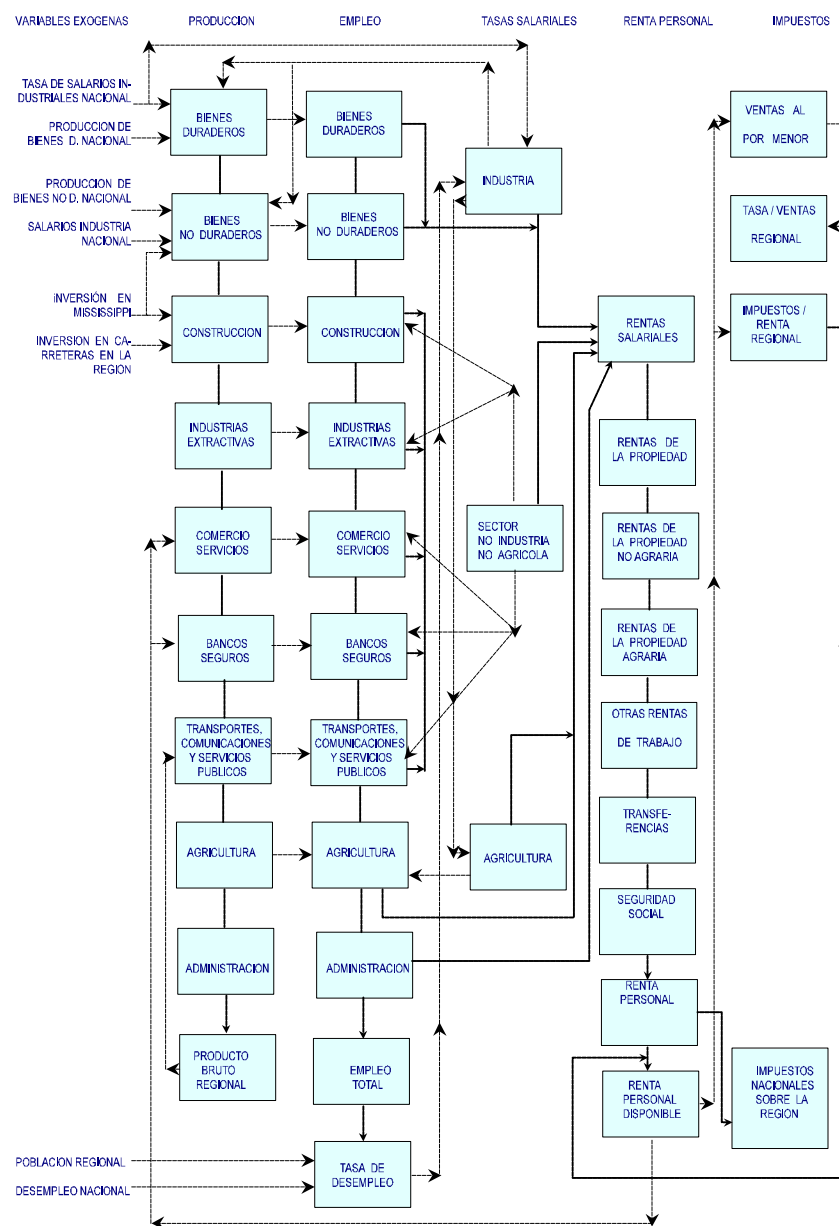 VARIABLES EXOGENAS
PRODUCCION
EMPLEO
TASAS SALARIALES
RENTA PERSONAL
IMPUESTOS
TASA DE SALARIOS IN-
DUSTRIALES NACIONAL
PRODUCCION DE
BIENES D. NACIONAL
PRODUCCION DE
BIENES NO D. NACIONAL
SALARIOS INDUSTRIA
NACIONAL
iNVERSIÓN EN
MISSISSIPPI
INVERSION EN CA-
RRETERAS EN LA
REGIÓN
POBLACION REGIONAL
DESEMPLEO NACIONAL
BIENES
DURADEROS
BIENES
NO DURADEROS
CONSTRUCCION
INDUSTRIAS
EXTRACTIVAS
COMERCIO
SERVICIOS
BANCOS
SEGUROS
TRANSPORTES,
COMUNICACIONES
Y SERVICIOS
PUBLICOS
AGRICULTURA
ADMINISTRACION
PRODUCTO
BRUTO
REGIONAL
BIENES
DURADEROS
BIENES
NO DURADEROS
CONSTRUCCION
INDUSTRIAS
EXTRACTIVAS
COMERCIO
SERVICIOS
BANCOS
SEGUROS
TRANSPORTES,
COMUNICACIONES
Y SERVICIOS
PUBLICOS
AGRICULTURA
ADMINISTRACION
EMPLEO
TOTAL
TASA DE
DESEMPLEO
INDUSTRIA
SECTOR
NO INDUSTRIA
NO AGRICOLA
AGRICULTURA
RENTAS
SALARIALES
RENTAS DE
LA PROPIEDAD
RENTAS DE
LA PROPIEDAD
NO AGRARIA
RENTAS DE
LA PROPIEDAD
AGRARIA
OTRAS RENTAS
DE TRABAJO
TRANSFE-
RENCIAS
SEGURIDAD
SOCIAL
RENTA
PERSONAL
RENTA
PERSONAL
DISPONIBLE
VENTAS AL
POR MENOR
TASA / VENTAS
REGIONAL
IMPUESTOS /
RENTA
REGIONAL
IMPUESTOS
NACIONALES
SOBRE LA
REGION